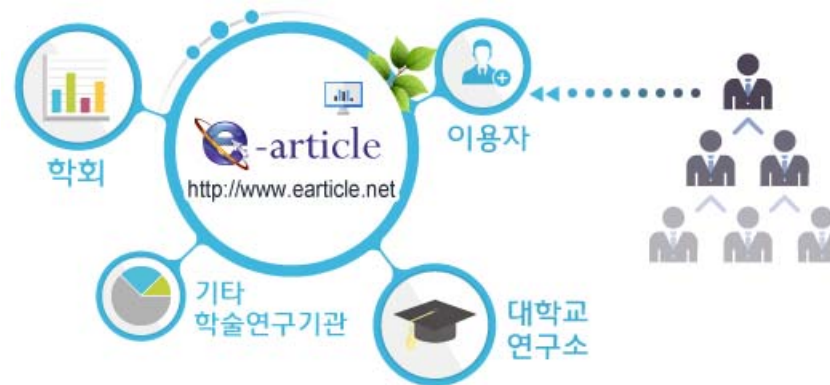 학회
e-article
http://www.earticle.net
이용자
기타
학술연구기관
대학교
연구소